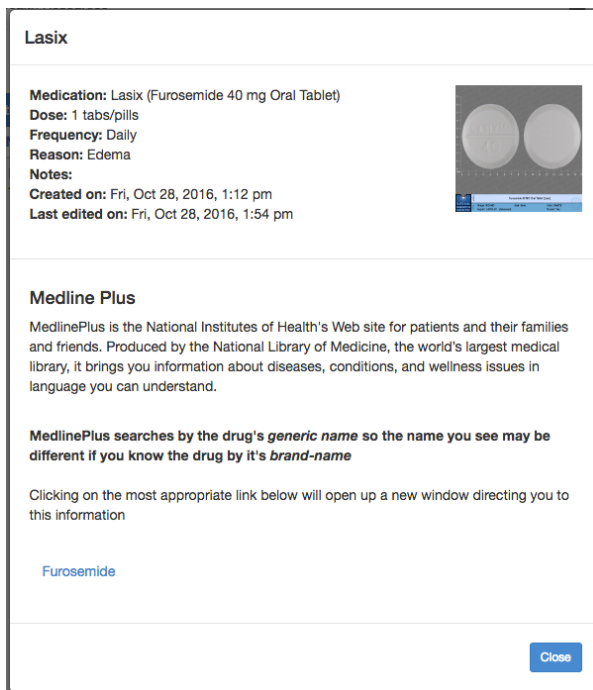 Lasix
Medication: Lasix (Furosemide 40 mg Oral Tablet)
Dose: 1 tabs/pills
Frequency: Daily
Reason: Edema
Notes:
Created on: Fri, Oct 28, 2016, 1:12 pm
Last edited on: Fri, Oct 28, 2016, 1:54 pm
Medline Plus
MedlinePlus is the National Institutes of Health's Web site for patients and their families
and friends. Produced by the National Library of Medicine, the world's largest medical
library, it brings you information about diseases, conditions, and wellness issues in
language you can understand.
MedlinePlus searches by the drug's generic name so the name you see may be
different if you know the drug by it's brand-name
Clicking on the most appropriate link below will open up a new window directing you to
this information
Furosemide
Close